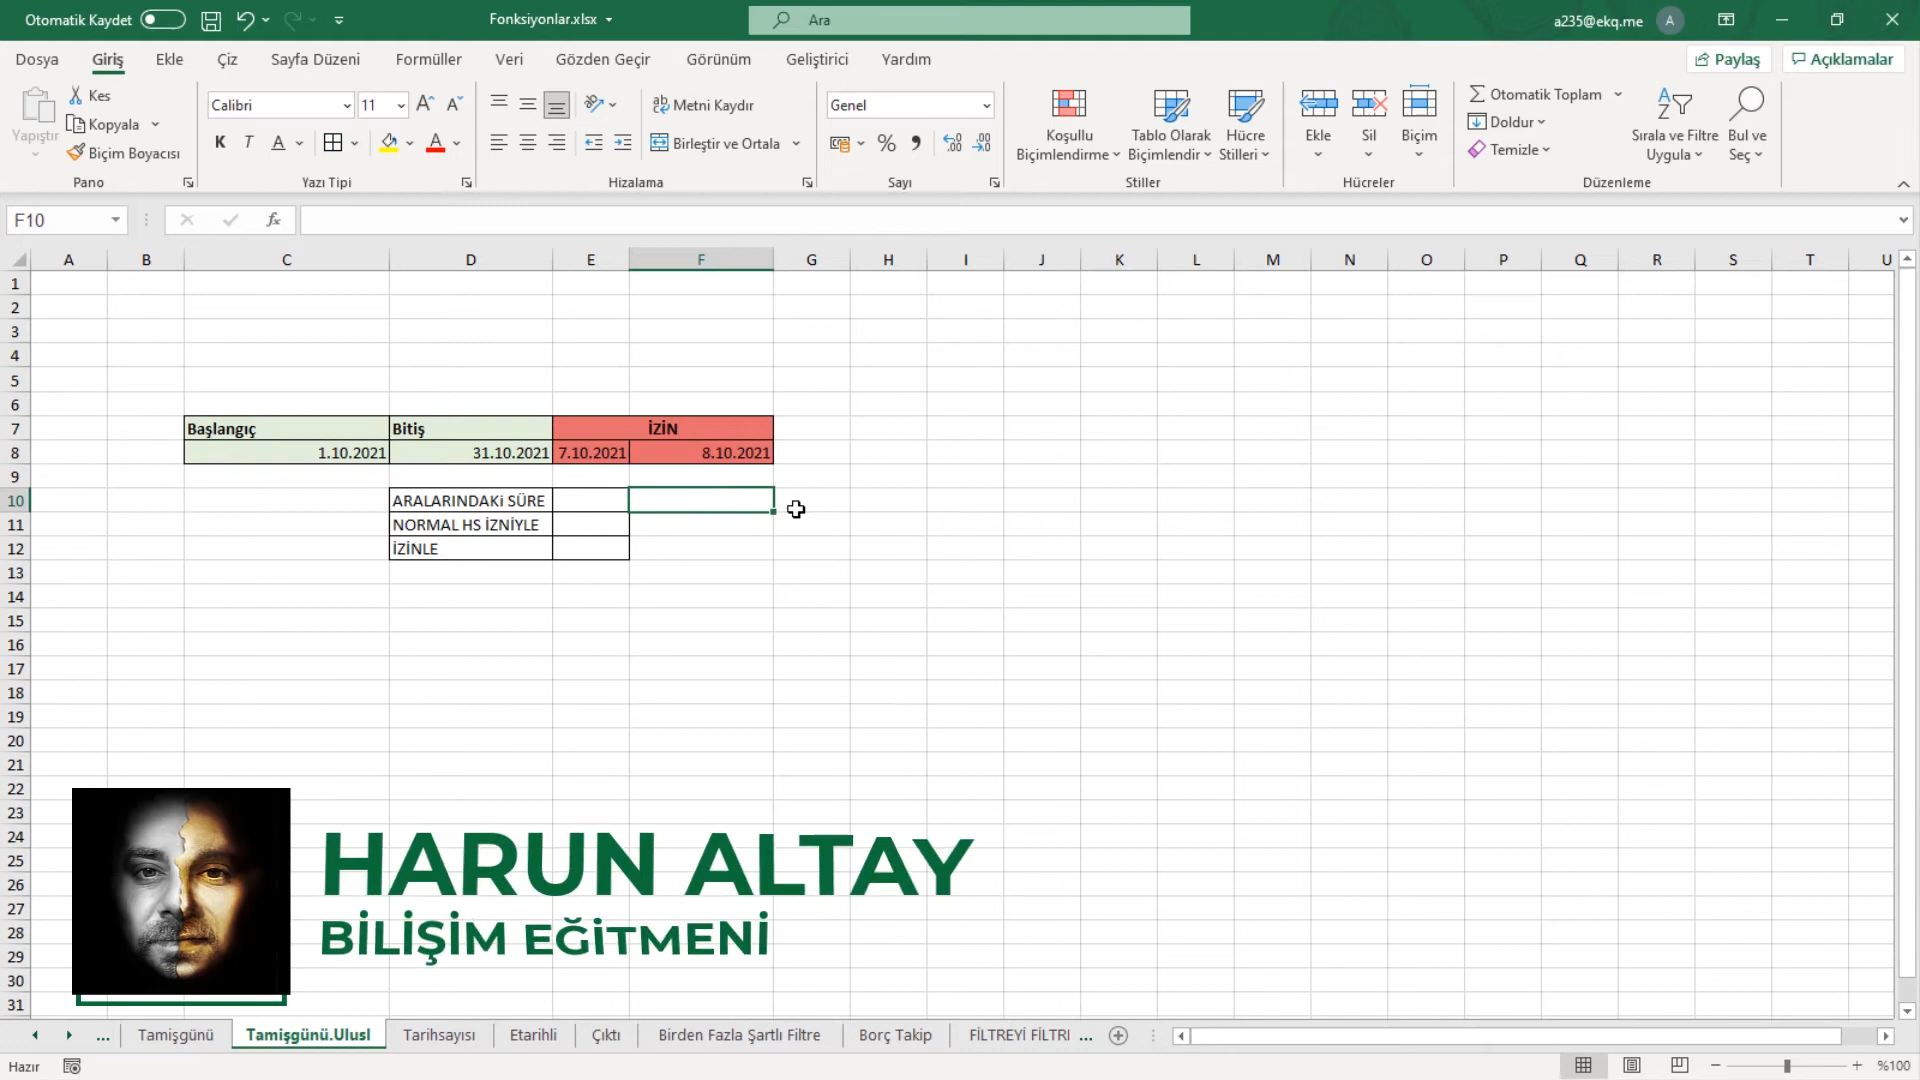 Otomatik Kaydet
Fonksiyonlar.xlsx
Ara
a235@ekq.me
A
Dosya Giriş Ekle Çiz Sayfa Düzeni Formüller Veri Gözden Geçir Görünüm Geliştirici Yardım
Paylaş
Açıklamalar
Yapıştır
Kes
Kopyala
Biçim Boyacısı
Pano
Calibri 11
K T A
Yazı Tipi
Metni Kaydır
Birleştir ve Ortala
Hizalama
Genel
Sayı
Koşullu Biçimlendirme
Tablo Olarak Biçimlendir
Hücre Stilleri
Stiller
Ekle
Sil
Biçim
Hücreler
Otomatik Toplam
Doldur
Temizle
Sırala ve Filtre Uygula
Bul ve Seç
Düzenleme
F10
fx
A B C D E F G H I J K L M N O P Q R S T U
1
2
3
4
5
6
7 Başlangıç Bitiş İZİN
8 1.10.2021 31.10.2021 7.10.2021 8.10.2021
9
10 ARALARINDAKi SÜRE
11 NORMAL HS İZNİYLE
12 İZİNLE
13
14
15
16
17
18
19
20
21
22
23
24
25
26
27
28
29
30
31
HARUN ALTAY
BİLİŞİM EĞİTMENİ
... Tamişgünü Tamişgünü.Ulusl Tarihsayısı Etarihli Çıktı Birden Fazla Şartlı Filtre Borç Takip FİLTREYİ FİLTRI ...
Hazır
%100